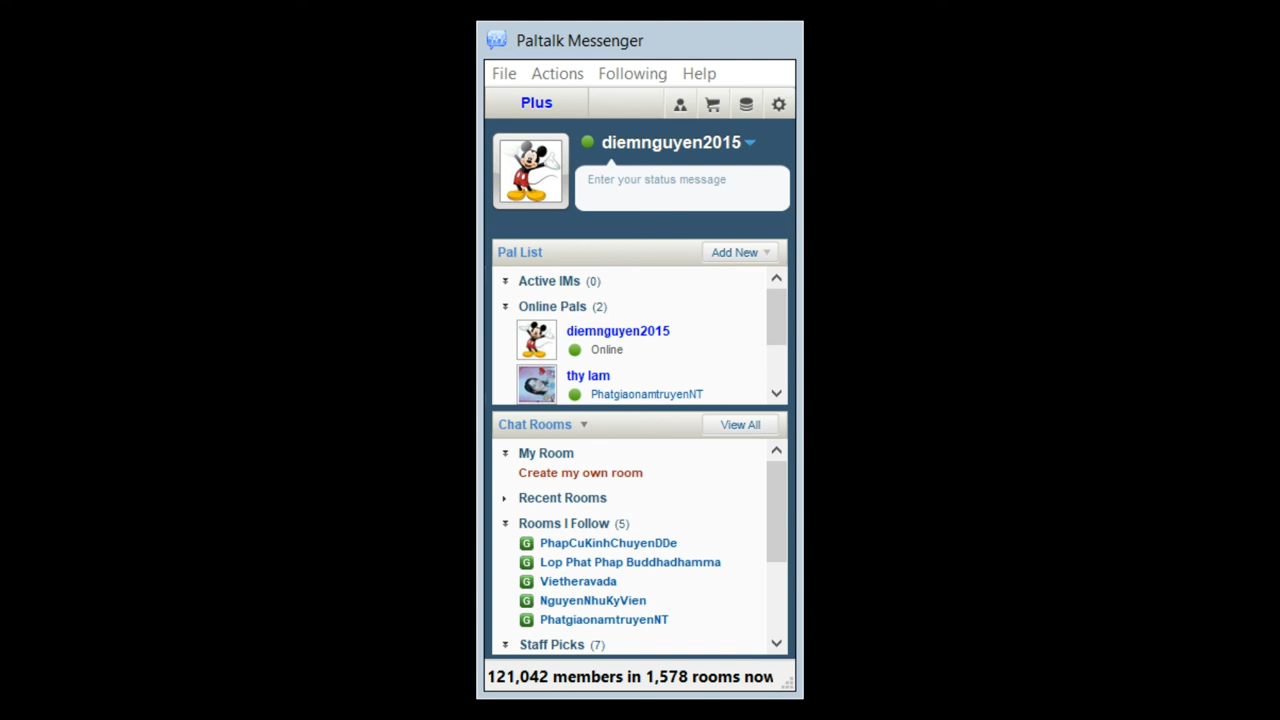 Paltalk Messenger
File Actions Following Help
Plus
diemnguyen2015
Enter your status message
Pal List Add New
Active IMs (0)
Online Pals (2)
diemnguyen2015
Online
thy lam
PhatgiaonamtruyenNT
Chat Rooms View All
My Room
Create my own room
Recent Rooms
Rooms I Follow (5)
G PhapCuKinhChuyenDDe
G Lop Phat Phap Buddhadhamma
G Vietheravada
G NguyenNhuKyVien
G PhatgiaonamtruyenNT
Staff Picks (7)
121,042 members in 1,578 rooms now